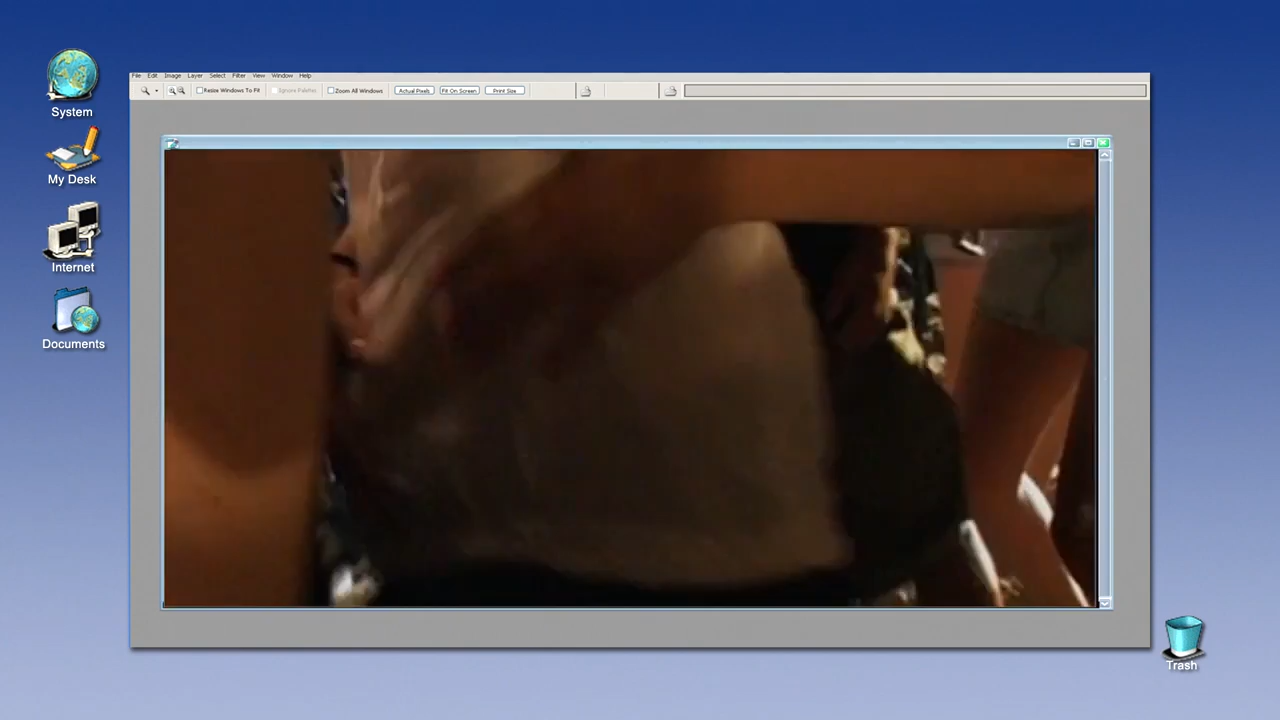 File Edit Image Layer Select Filter View Window Help
Resize Windows To Fit Ignore Palettes Zoom All Windows Actual Pixels Fit On Screen Print Size
System
My Desk
Internet
Documents
Trash